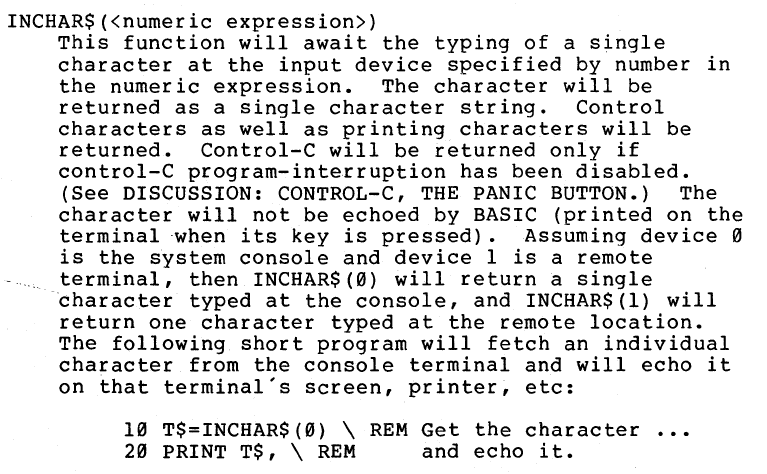 INCHAR$(<numeric expression>)
This function will await the typing of a single
character at the input device specified by number in
the numeric expression.  The character will be
returned as a single character string.  Control
characters as well as printing characters will be
returned.  Control-C will be returned only if
control-C program-interruption has been disabled.
(See DISCUSSION: CONTROL-C, THE PANIC BUTTON.)  The
character will not be echoed by BASIC (printed on the
terminal when its key is pressed).  Assuming device 0
is the system console and device 1 is a remote
terminal, then INCHAR$(0) will return a single
character typed at the console, and INCHAR$(1) will
return one character typed at the remote location.
The following short program will fetch an individual
character from the console terminal and will echo it
on that terminal's screen, printer, etc:
10 T$=INCHAR$(0) \ REM Get the character ...
20 PRINT T$, \ REM     and echo it.